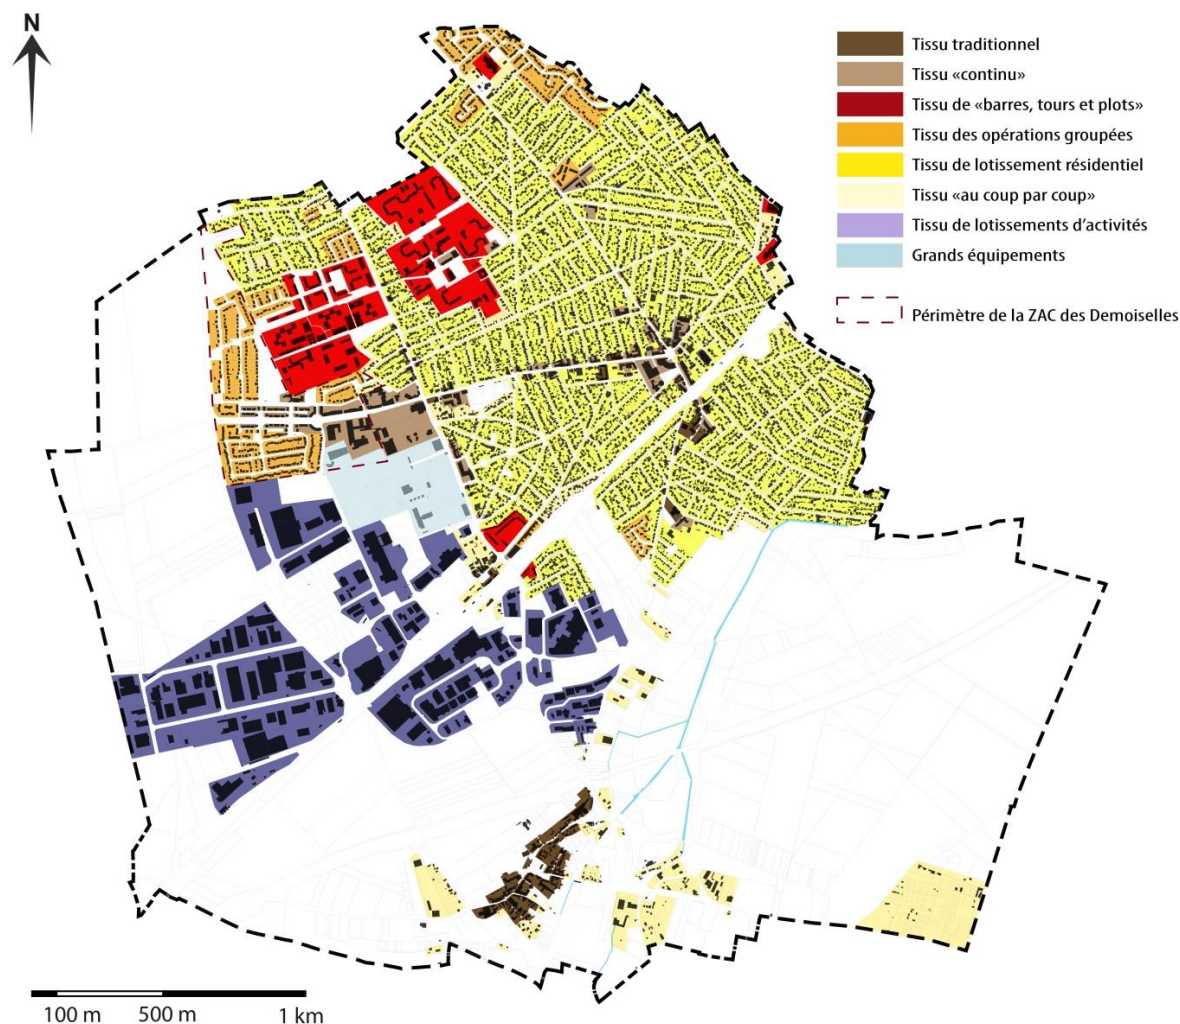 N
Tissu traditionnel
Tissu «continu»
Tissu de «barres, tours et plots»
Tissu des opérations groupées
Tissu de lotissement résidentiel
Tissu «au coup par coup»
Tissu de lotissements d’activités
Grands équipements
Périmètre de la ZAC des Demoiselles
100 m 500 m 1 km